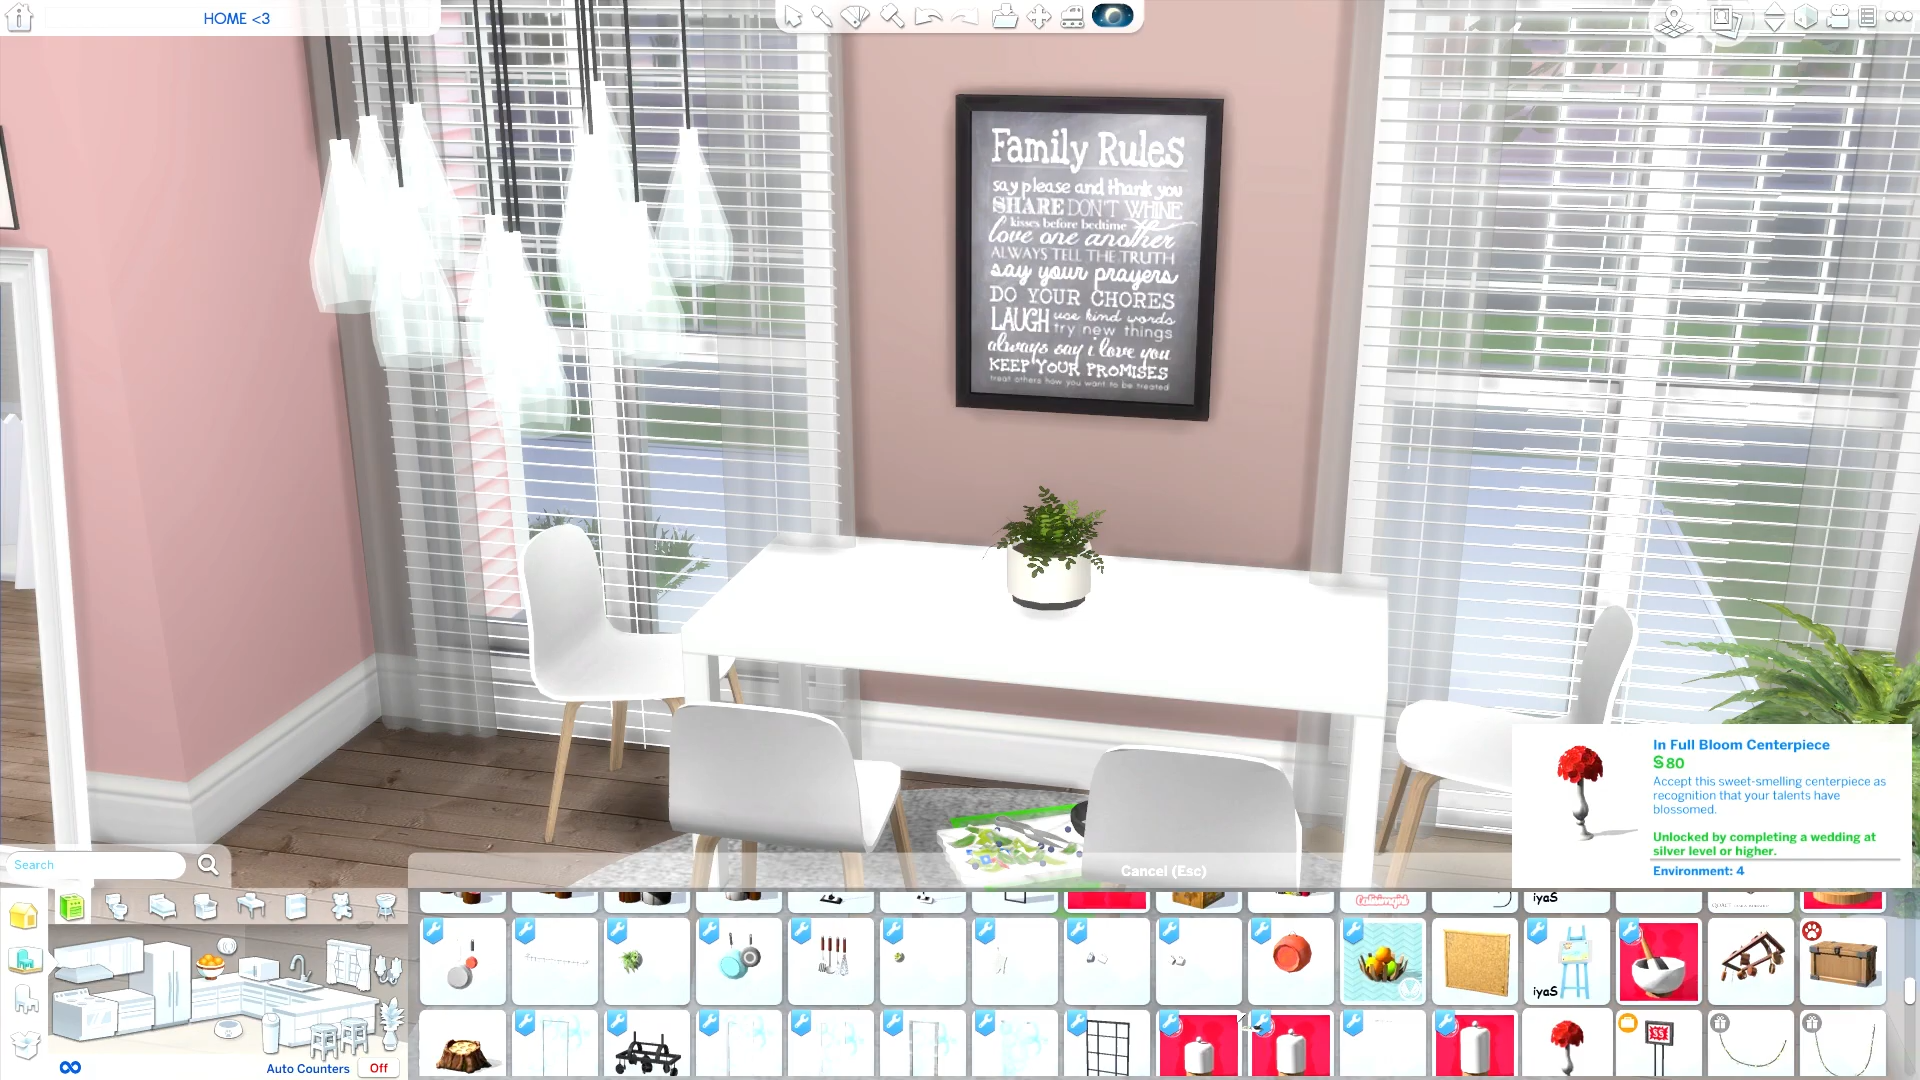 HOME <3
Family Rules
say please and thank you
SHARE DON'T WHINE
kisses before bedtime
love one another
ALWAYS TELL THE TRUTH
say your prayers
DO YOUR CHORES
LAUGH use kind words
try new things
always say i love you
KEEP YOUR PROMISES
treat others how you want to be treated
In Full Bloom Centerpiece
§80
Accept this sweet-smelling centerpiece as
recognition that your talents have
blossomed.
Unlocked by completing a wedding at
silver level or higher.
Environment: 4
Search
Cancel (Esc)
iyaS
iyaS
$$
Auto Counters Off